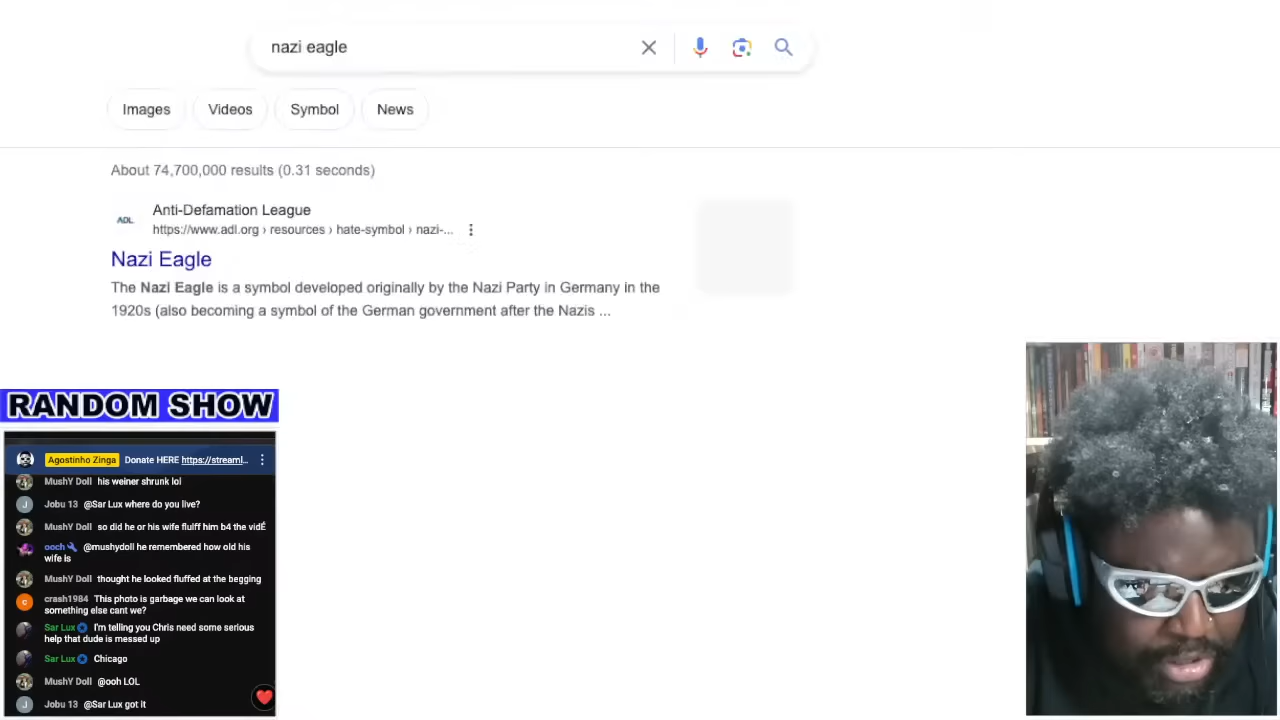 nazi eagle
Images
Videos
Symbol
News
About 74,700,000 results (0.31 seconds)
ADL
Anti-Defamation League
https://www.adl.org › resources › hate-symbol › nazi-...
Nazi Eagle
The Nazi Eagle is a symbol developed originally by the Nazi Party in Germany in the
1920s (also becoming a symbol of the German government after the Nazis ...
RANDOM SHOW
Agostinho Zinga Donate HERE https://streaml...
MushY Doll his weiner shrunk lol
J Jobu 13 @Sar Lux where do you live?
MushY Doll so did he or his wife fluiff him b4 the vidÉ
ooch @mushydoll he remembered how old his
wife is
MushY Doll thought he looked fluffed at the begging
c crash1984 This photo is garbage we can look at
something else cant we?
Sar Lux I'm telling you Chris need some serious
help that dude is messed up
Sar Lux Chicago
MushY Doll @ooh LOL
J Jobu 13 @Sar Lux got it